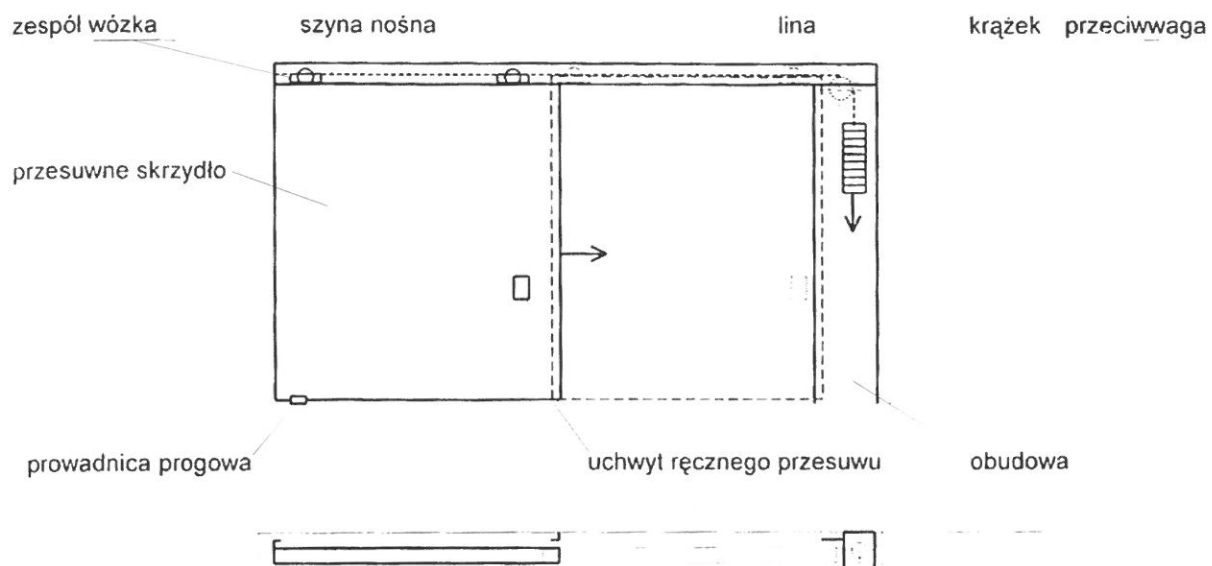 zespół wózka szyna nośna lina krążek przeciwwaga
przesuwne skrzydło
prowadnica progowa uchwyt ręcznego przesuwu obudowa